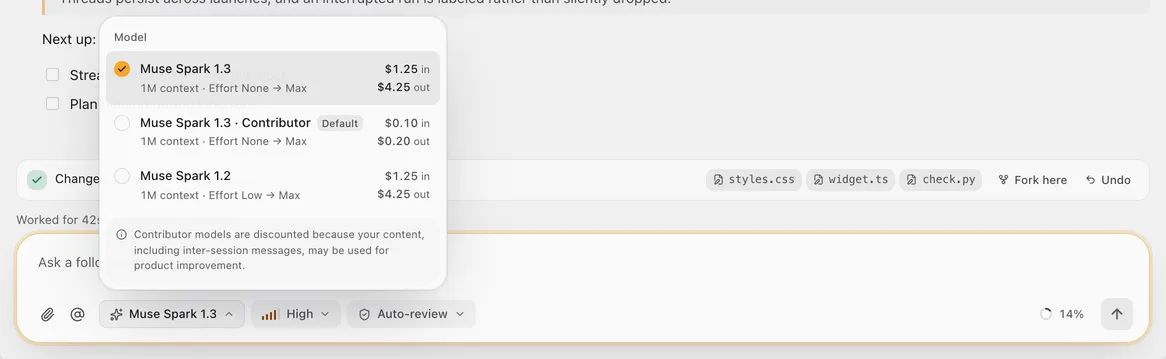 Threads persist across launches, and an interrupted run is labeled rather than silently dropped.
Next up:
Model
Muse Spark 1.3 $1.25 in
1M context · Effort None → Max $4.25 out
Muse Spark 1.3 · Contributor Default $0.10 in
1M context · Effort None → Max $0.20 out
Muse Spark 1.2 $1.25 in
1M context · Effort Low → Max $4.25 out
Contributor models are discounted because your content,
including inter-session messages, may be used for
product improvement.
Plan
Change
styles.css widget.ts check.py Fork here Undo
Worked for 42s
Ask a follo
Muse Spark 1.3 High Auto-review 14%